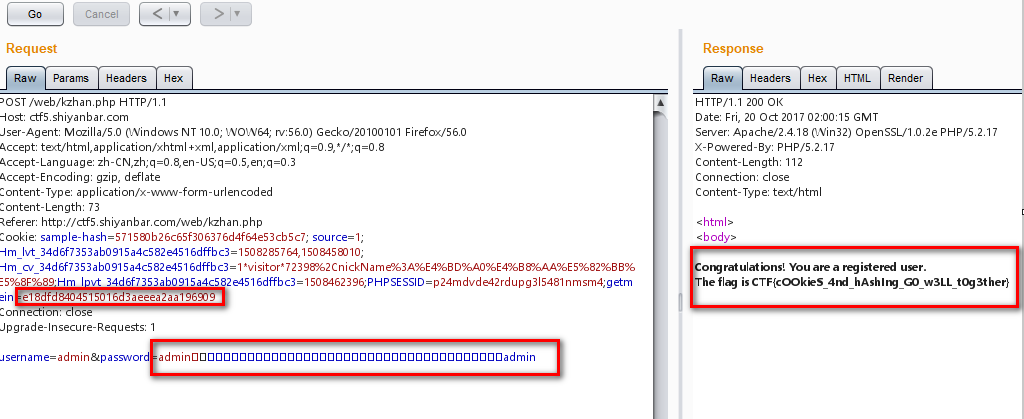 Go
Cancel
<
>
Request
Response
Raw Params Headers Hex
Raw Headers Hex HTML Render
POST /web/kzhan.php HTTP/1.1
Host: ctf5.shiyanbar.com
User-Agent: Mozilla/5.0 (Windows NT 10.0; WOW64; rv:56.0) Gecko/20100101 Firefox/56.0
Accept: text/html,application/xhtml+xml,application/xml;q=0.9,*/*;q=0.8
Accept-Language: zh-CN,zh;q=0.8,en-US;q=0.5,en;q=0.3
Accept-Encoding: gzip, deflate
Content-Type: application/x-www-form-urlencoded
Content-Length: 73
Referer: http://ctf5.shiyanbar.com/web/kzhan.php
Cookie: sample-hash=571580b26c65f306376d4f64e53cb5c7; source=1;
Hm_lvt_34d6f7353ab0915a4c582e4516dffbc3=1508285764,1508458010;
Hm_cv_34d6f7353ab0915a4c582e4516dffbc3=1*visitor*72398%2CnickName%3A%E4%BD%A0%E4%B8%AA%E5%82%BB%
E5%8F%89;Hm_lpvt_34d6f7353ab0915a4c582e4516dffbc3=1508462396;PHPSESSID=p24mdvde42rdupg3l5481nmsm4;getm
ein=e18dfd8404515016d3aeeea2aa196909
Connection: close
Upgrade-Insecure-Requests: 1
username=admin&password=admin admin
HTTP/1.1 200 OK
Date: Fri, 20 Oct 2017 02:00:15 GMT
Server: Apache/2.4.18 (Win32) OpenSSL/1.0.2e PHP/5.2.17
X-Powered-By: PHP/5.2.17
Content-Length: 112
Connection: close
Content-Type: text/html
<html>
<body>
Congratulations! You are a registered user.
The flag is CTF{cOOkieS_4nd_hAshIng_G0_w3LL_t0g3ther}